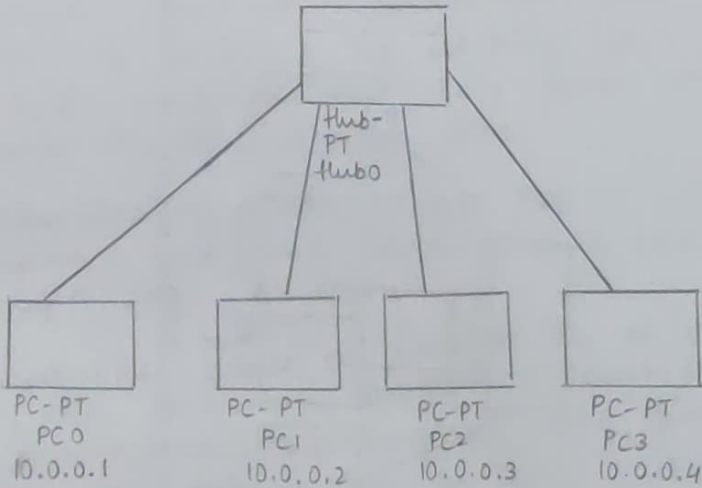 Hub-
PT
Hub0
PC-PT
PC0
10.0.0.1
PC-PT
PC1
10.0.0.2
PC-PT
PC2
10.0.0.3
PC-PT
PC3
10.0.0.4